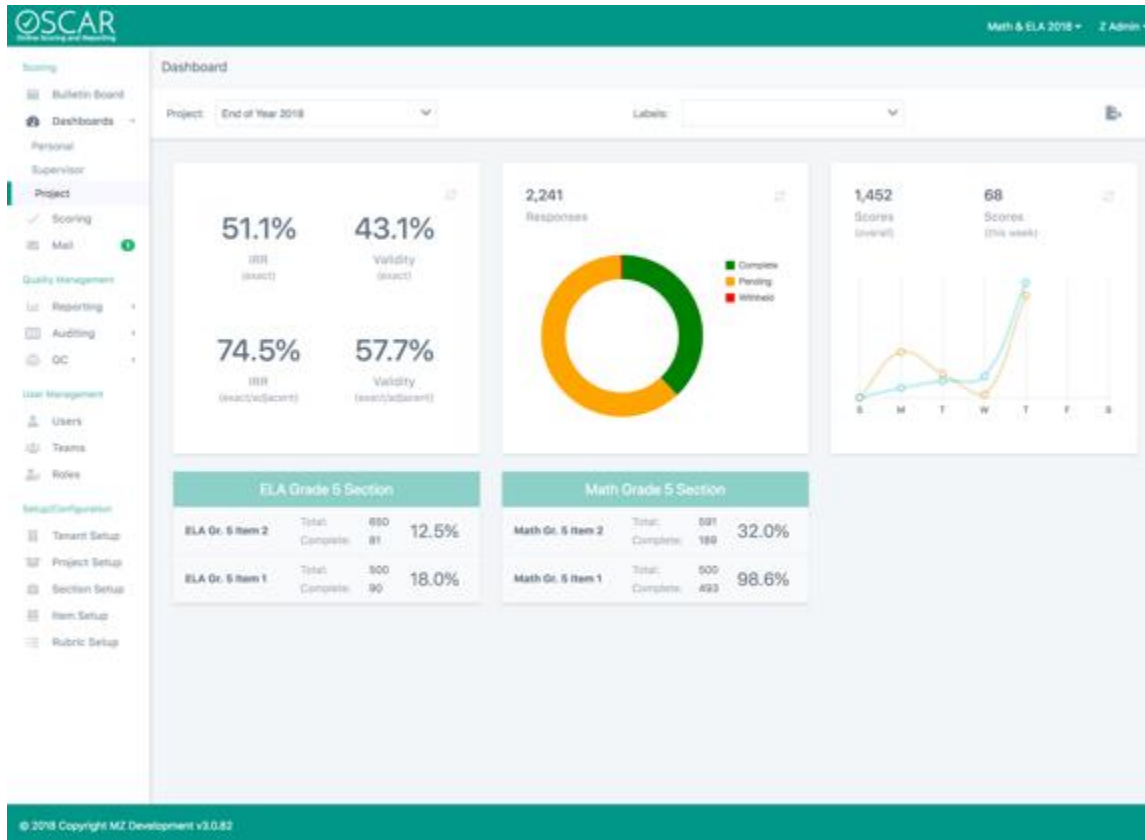 OSCAR
Online Scoring and Reporting
Math & ELA 2018
Z Admin
Scoring
Bulletin Board
Dashboards
Personal
Supervisor
Project
Scoring
Mail
Quality Management
Reporting
Auditing
QC
User Management
Users
Teams
Roles
Setup/Configuration
Tenant Setup
Project Setup
Section Setup
Item Setup
Rubric Setup
Dashboard
Project: End of Year 2018
Labels:
51.1% 43.1%
IRR Validity
(exact) (exact)
74.5% 57.7%
IRR Validity
(exact/adjacent) (exact/adjacent)
2,241
Responses
Complete
Pending
Withheld
1,452 68
Scores Scores
(overall) (this week)
S M T W T F S
ELA Grade 5 Section
ELA Gr. 5 Item 2 Total: 650 12.5%
Complete: 81
ELA Gr. 5 Item 1 Total: 500 18.0%
Complete: 90
Math Grade 5 Section
Math Gr. 5 Item 2 Total: 591 32.0%
Complete: 189
Math Gr. 5 Item 1 Total: 500 98.6%
Complete: 493
© 2018 Copyright MZ Development v3.0.82